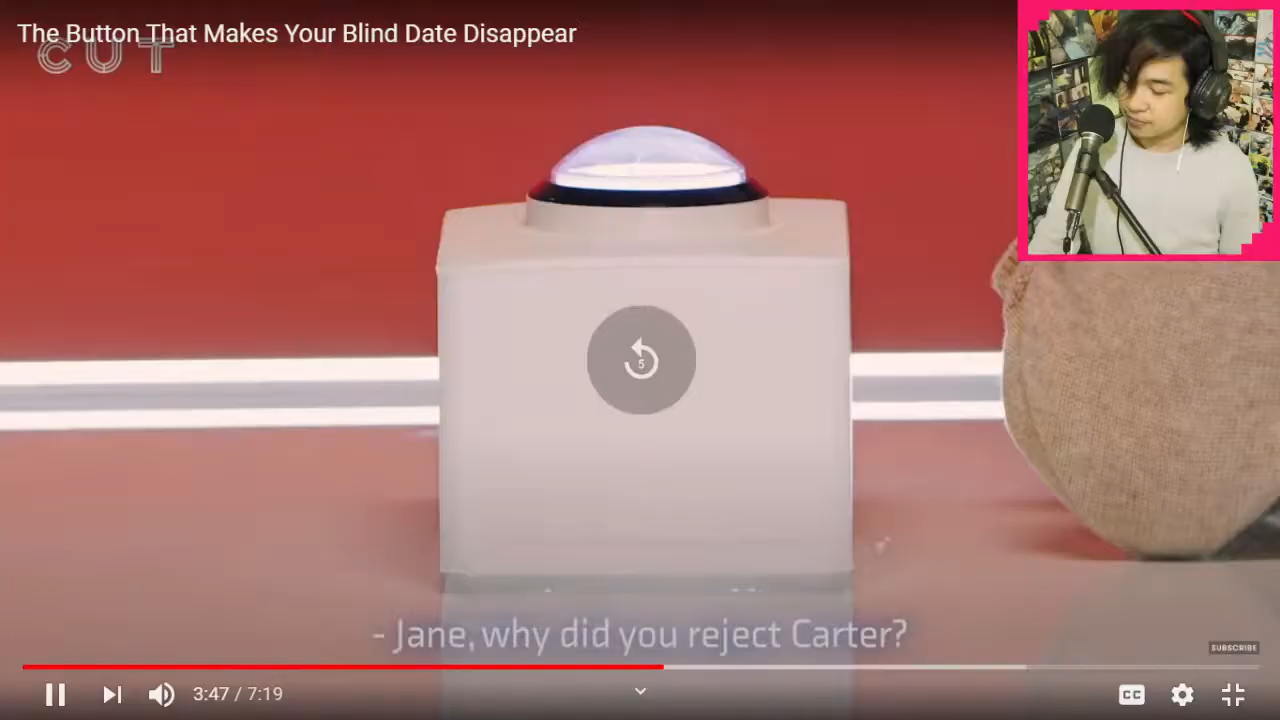 The Button That Makes Your Blind Date Disappear
CUT
5
- Jane, why did you reject Carter?
SUBSCRIBE
3:47 / 7:19
CC